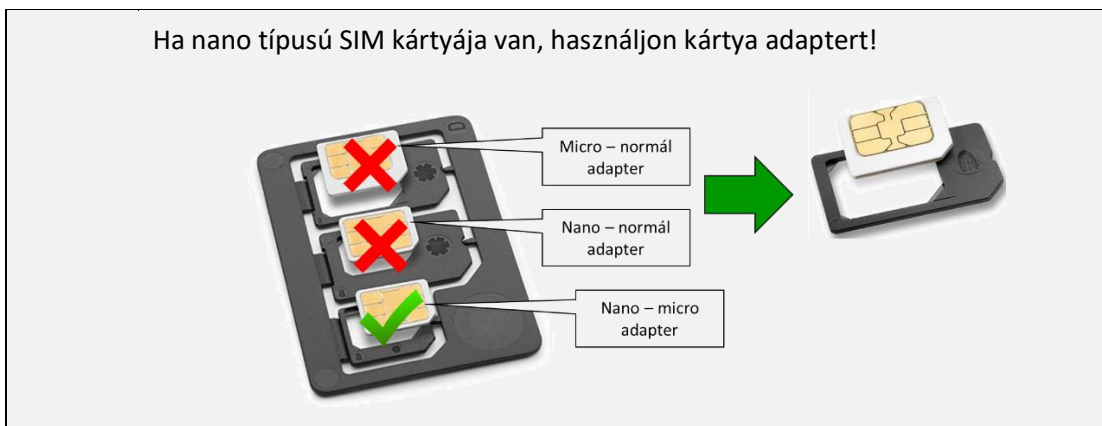 Ha nano típusú SIM kártyája van, használjon kártya adaptert!
Micro – normál
adapter
Nano – normál
adapter
Nano – micro
adapter